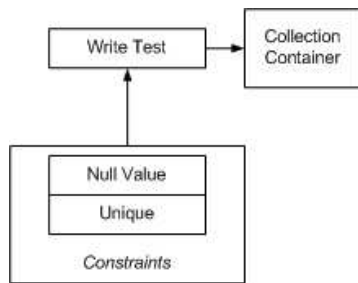 Write Test
Collection
Container
Null Value
Unique
Constraints